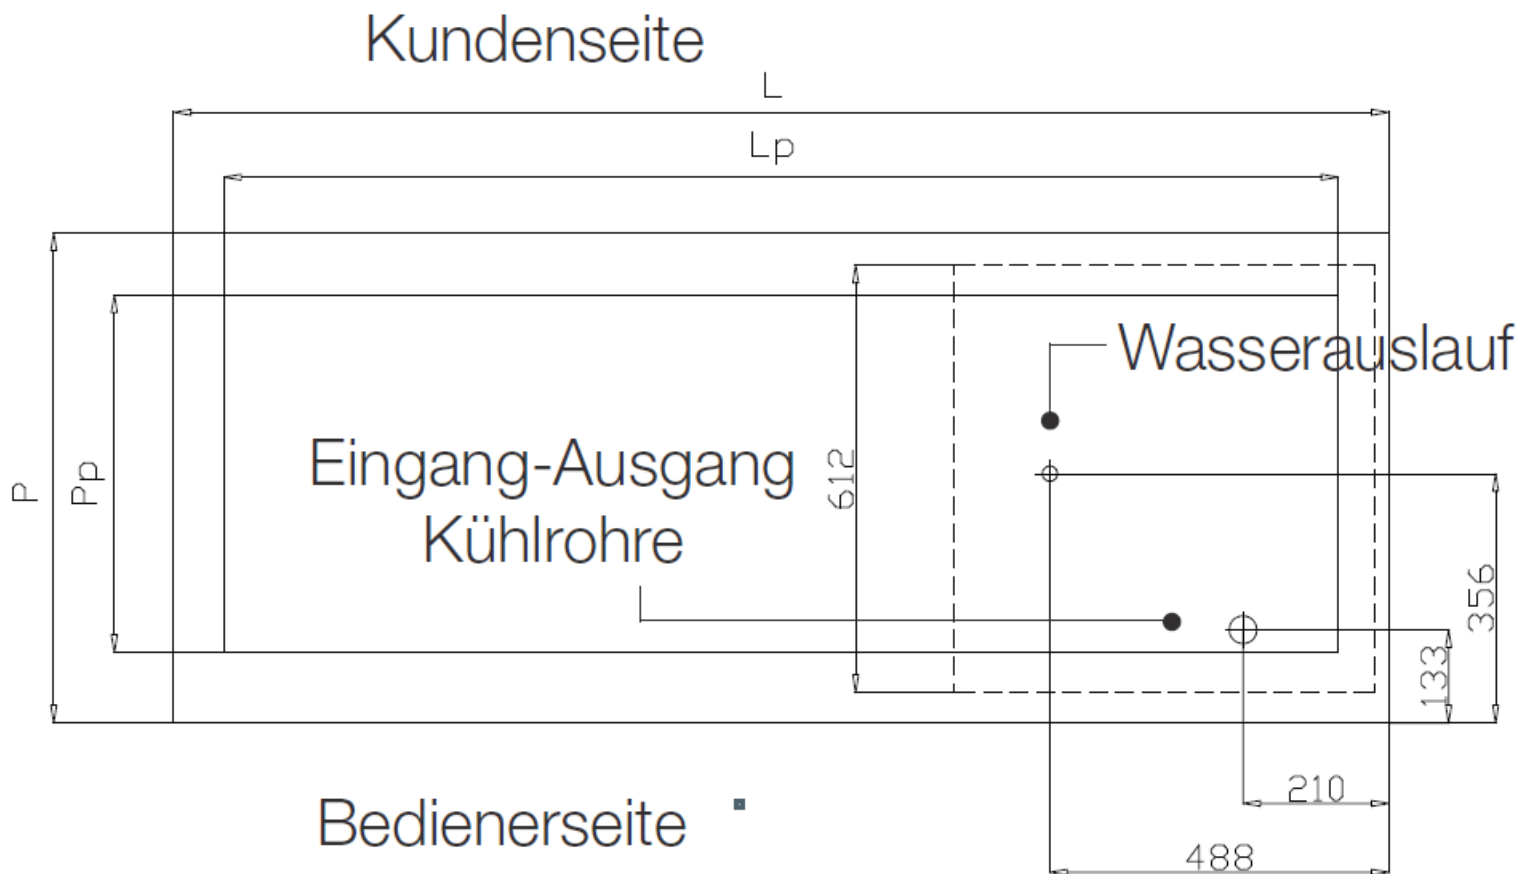 Kundenseite
L
Lp
Wasserauslauf
Eingang-Ausgang
Kühlrohre
P
Pp
612
356
133
210
Bedienerseite
488